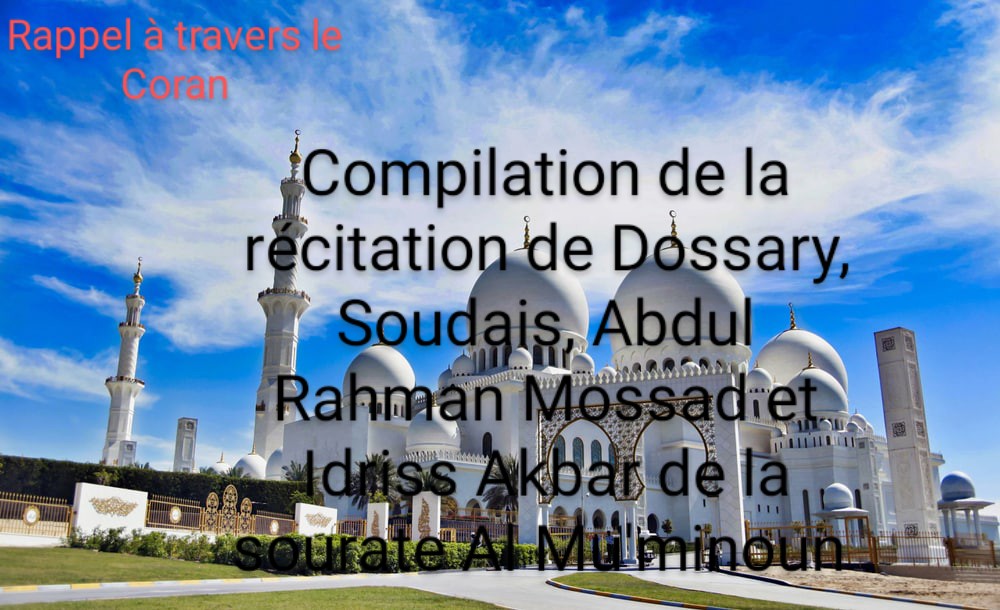 Rappel à travers le
Coran
Compilation de la
récitation de Dossary,
Soudais, Abdul
Rahman Mossad et
Idriss Akbar de la
sourate Al Mu'minoun